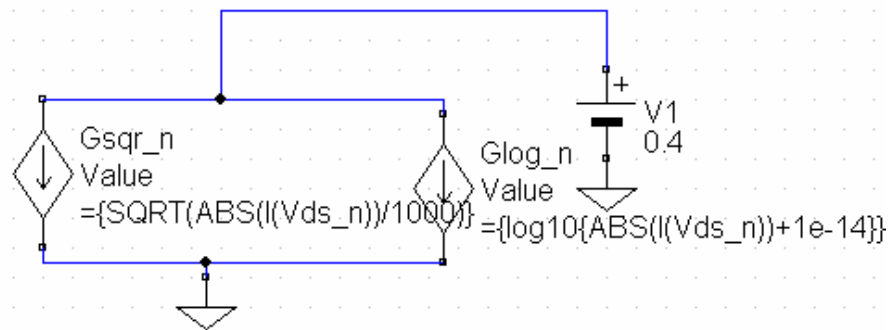 Gsqr_n
Value
={SQRT(ABS(I(Vds_n))/1000)}
Glog_n
Value
={log10{ABS(I(Vds_n))+1e-14}}
+
V1
0.4